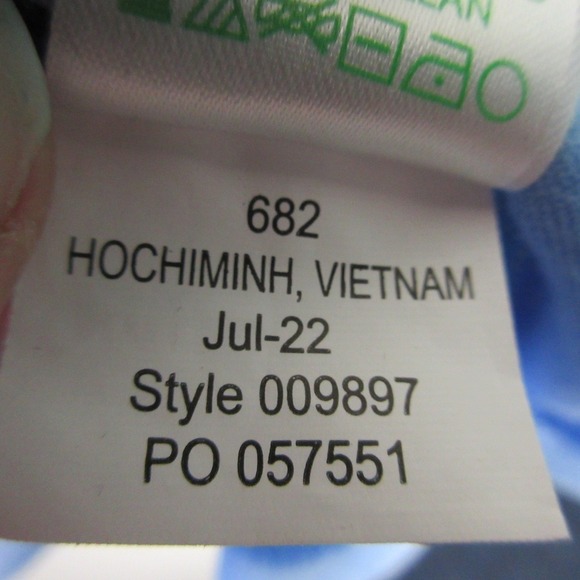 682
HOCHIMINH, VIETNAM
Jul-22
Style 009897
PO 057551